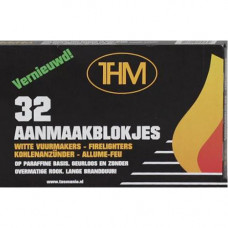 Vernieuwd!
THM
32
AANMAAKBLOKJES
WITTE VUURMAKERS - FIRELIGHTERS
KOHLENANZÜNDER - ALLUME-FEU
OP PARAFFINE BASIS, GEURLOOS EN ZONDER
OVERMATIGE ROOK. LANGE BRANDDUUR!